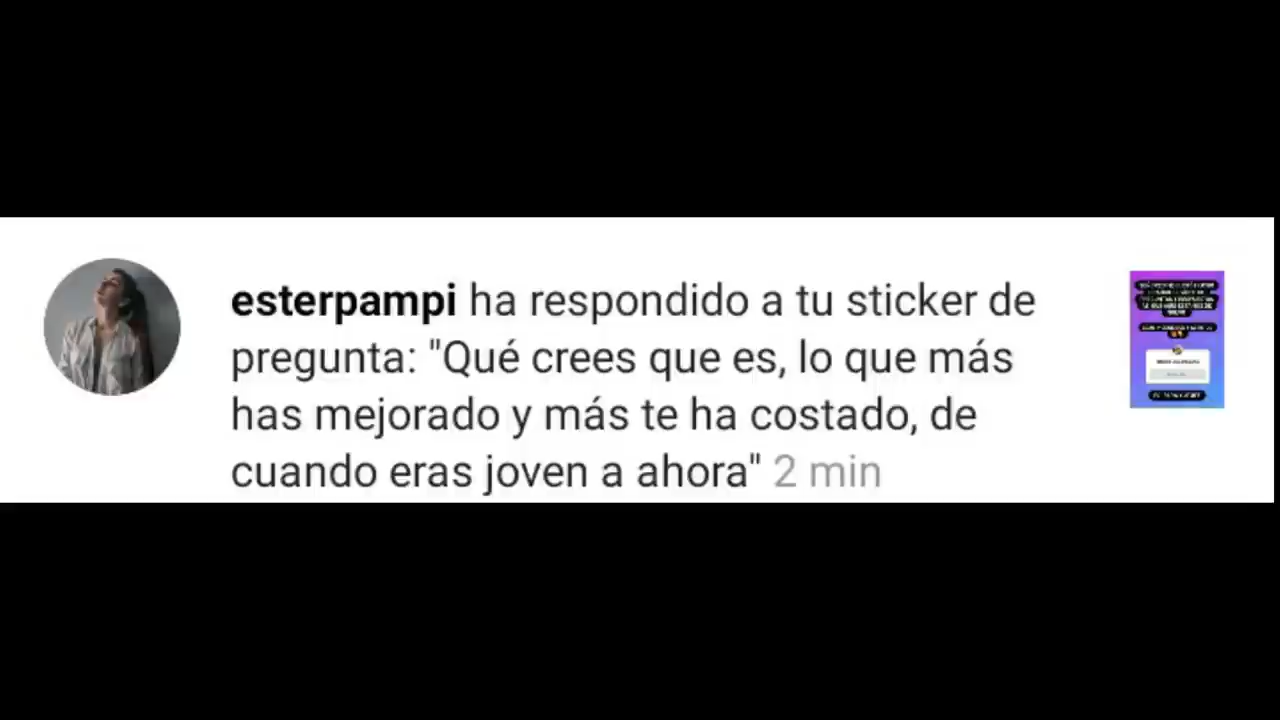 esterpampi ha respondido a tu sticker de
pregunta: "Qué crees que es, lo que más
has mejorado y más te ha costado, de
cuando eras joven a ahora" 2 min